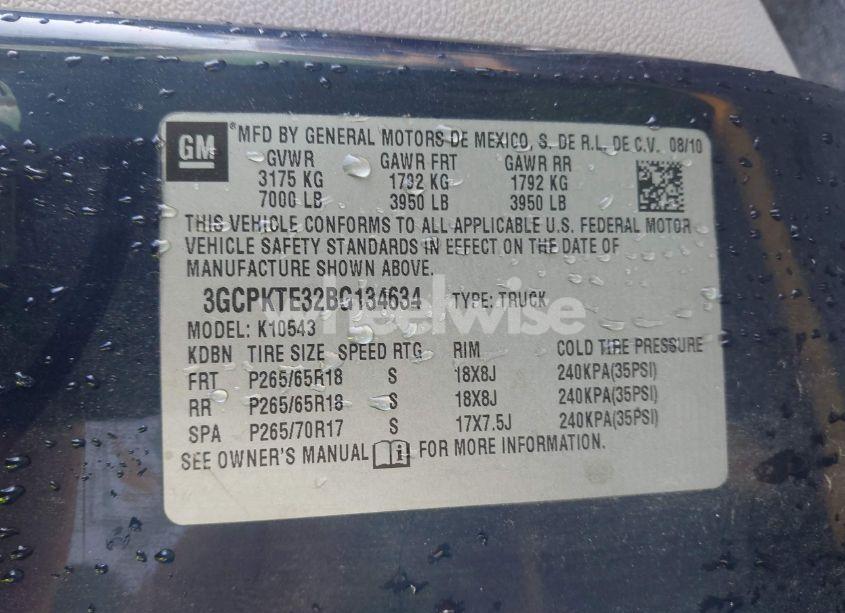 GM
® MFD BY GENERAL MOTORS DE MEXICO, S. DE R.L. DE C.V. 08/10
GVWR GAWR FRT GAWR RR
3175 KG 1792 KG 1792 KG
7000 LB 3950 LB 3950 LB
THIS VEHICLE CONFORMS TO ALL APPLICABLE U.S. FEDERAL MOTOR
VEHICLE SAFETY STANDARDS IN EFFECT ON THE DATE OF
MANUFACTURE SHOWN ABOVE.
3GCPKTE32BG134634 TYPE: TRUCK
wheelwise
MODEL: K10543
KDBN TIRE SIZE SPEED RTG RIM COLD TIRE PRESSURE
FRT P265/65R18 S 18X8J 240KPA(35PSI)
RR P265/65R18 S 18X8J 240KPA(35PSI)
SPA P265/70R17 S 17X7.5J 240KPA(35PSI)
SEE OWNER'S MANUAL FOR MORE INFORMATION.